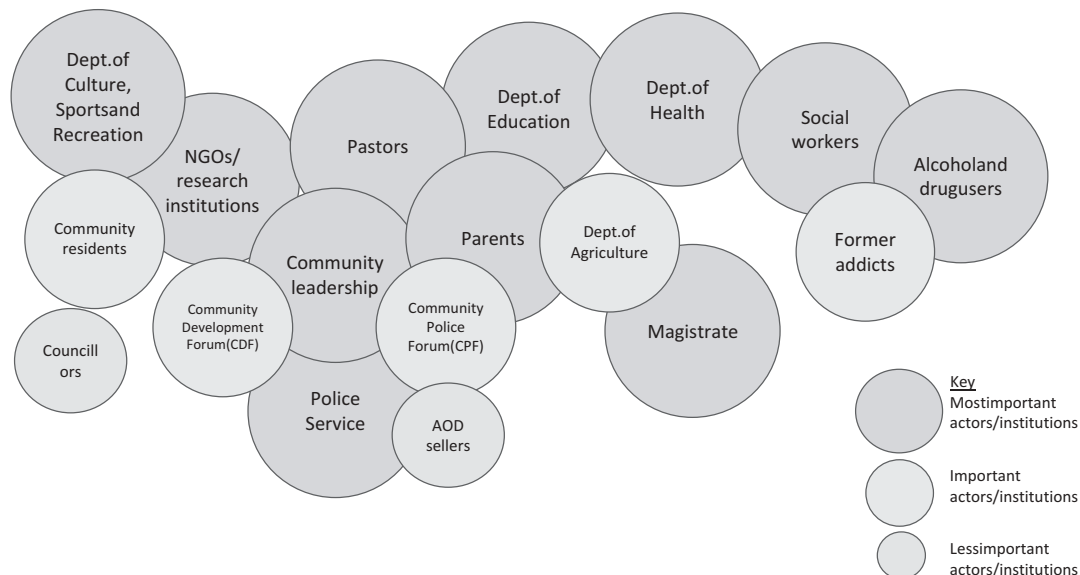 Dept.of
Culture,
Sportsand
Recreation
NGOs/
research
institutions
Pastors
Dept.of
Education
Dept.of
Health
Social
workers
Alcoholand
drugusers
Community
residents
Community
leadership
Parents
Dept.of
Agriculture
Former
addicts
Councill
ors
Community
Development
Forum(CDF)
Community
Police
Forum(CPF)
Magistrate
Police
Service
AOD
sellers
Key
Mostimportant
actors/institutions
Important
actors/institutions
Lessimportant
actors/institutions